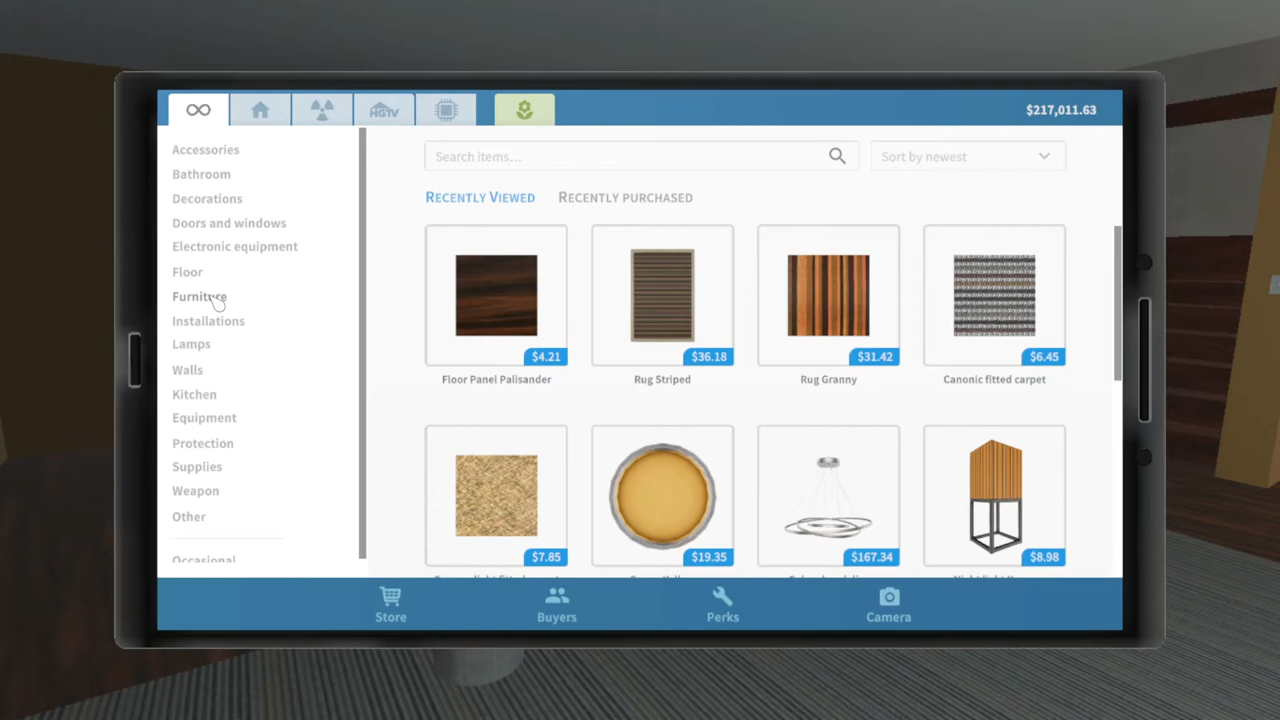 HGTV
$217,011.63
Accessories
Bathroom
Decorations
Doors and windows
Electronic equipment
Floor
Furniture
Installations
Lamps
Walls
Kitchen
Equipment
Protection
Supplies
Weapon
Other
Occasional
Search items...
Sort by newest
RECENTLY VIEWED
RECENTLY PURCHASED
$4.21
$36.18
$31.42
$6.45
Floor Panel Palisander
Rug Striped
Rug Granny
Canonic fitted carpet
$7.85
$19.35
$167.34
$8.98
Store
Buyers
Perks
Camera